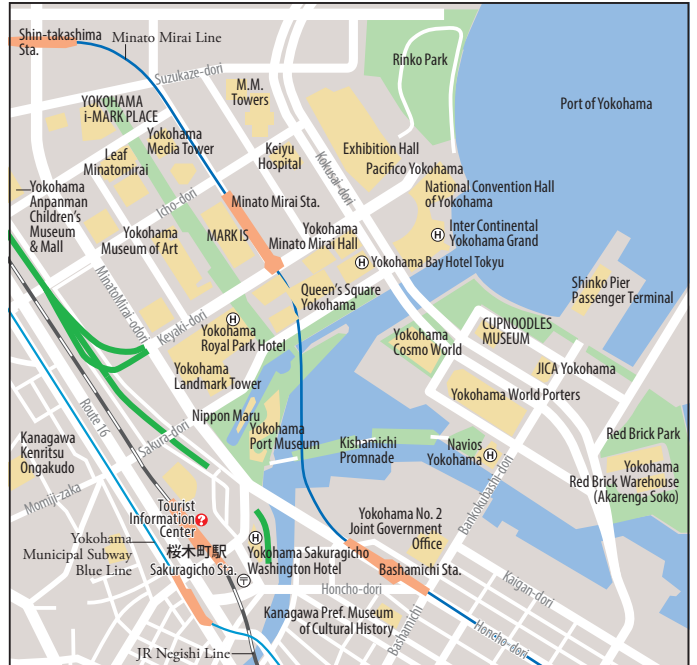 Shin-takashima
Sta.
Minato Mirai Line
Suzukaze-dori
Rinko Park
Port of Yokohama
M.M.
Towers
YOKOHAMA
i-MARK PLACE
Yokohama
Media Tower
Leaf
Minatomirai
Keiyu
Hospital
Exhibition Hall
Pacifico Yokohama
Kokusai-dori
National Convention Hall
of Yokohama
Yokohama
Anpanman
Children's
Museum
& Mall
Icho-dori
Minato Mirai Sta.
Yokohama
Museum of Art
MARK IS
Yokohama
Minato Mirai Hall
H
Inter Continental
Yokohama Grand
H
Yokohama Bay Hotel Tokyu
MinatoMirai-odori
Keyaki-dori
Queen's Square
Yokohama
Shinko Pier
Passenger Terminal
H
Yokohama
Royal Park Hotel
Yokohama
Cosmo World
CUPNOODLES
MUSEUM
Yokohama
Landmark Tower
JICA Yokohama
Yokohama World Porters
Route 16
Sakura-dori
Nippon Maru
Yokohama
Port Museum
Kishamichi
Promnade
Navios
Yokohama
H
Red Brick Park
Kanagawa
Kenritsu
Ongakudo
Momiji-zaka
Yokohama
Red Brick Warehouse
(Akarenga Soko)
Bankokubashi-dori
Tourist
Information
Center
?
Yokohama No. 2
Joint Government
Office
Yokohama
Municipal Subway
Blue Line
桜木町駅
Sakuragicho Sta.
〒
H
Yokohama Sakuragicho
Washington Hotel
Bashamichi Sta.
Honcho-dori
Kaigan-dori
Kanagawa Pref. Museum
of Cultural History
Bashamichi
Honcho-dori
JR Negishi Line